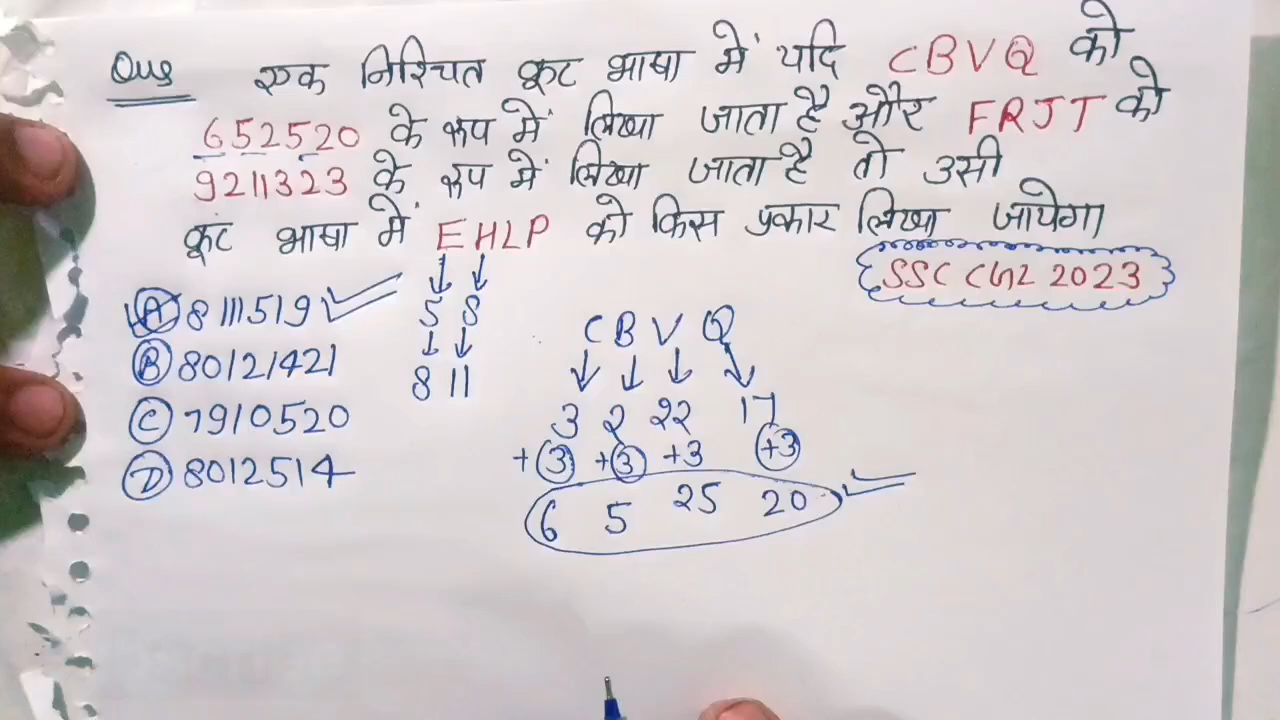 Ques एक निश्चित कूट भाषा में यदि CBVQ को
652520 के रूप में लिखा जाता है और FRJT को
9211323 के रूप में लिखा जाता है तो उसी
कूट भाषा में EHLP को किस प्रकार लिखा जायेगा
SSC CGL 2023
A 8111519
B 80121421
C 7910520
D 8012514
5 8
8 11
C B V Q
3 2 22 17
+3 +3 +3 +3
6 5 25 20